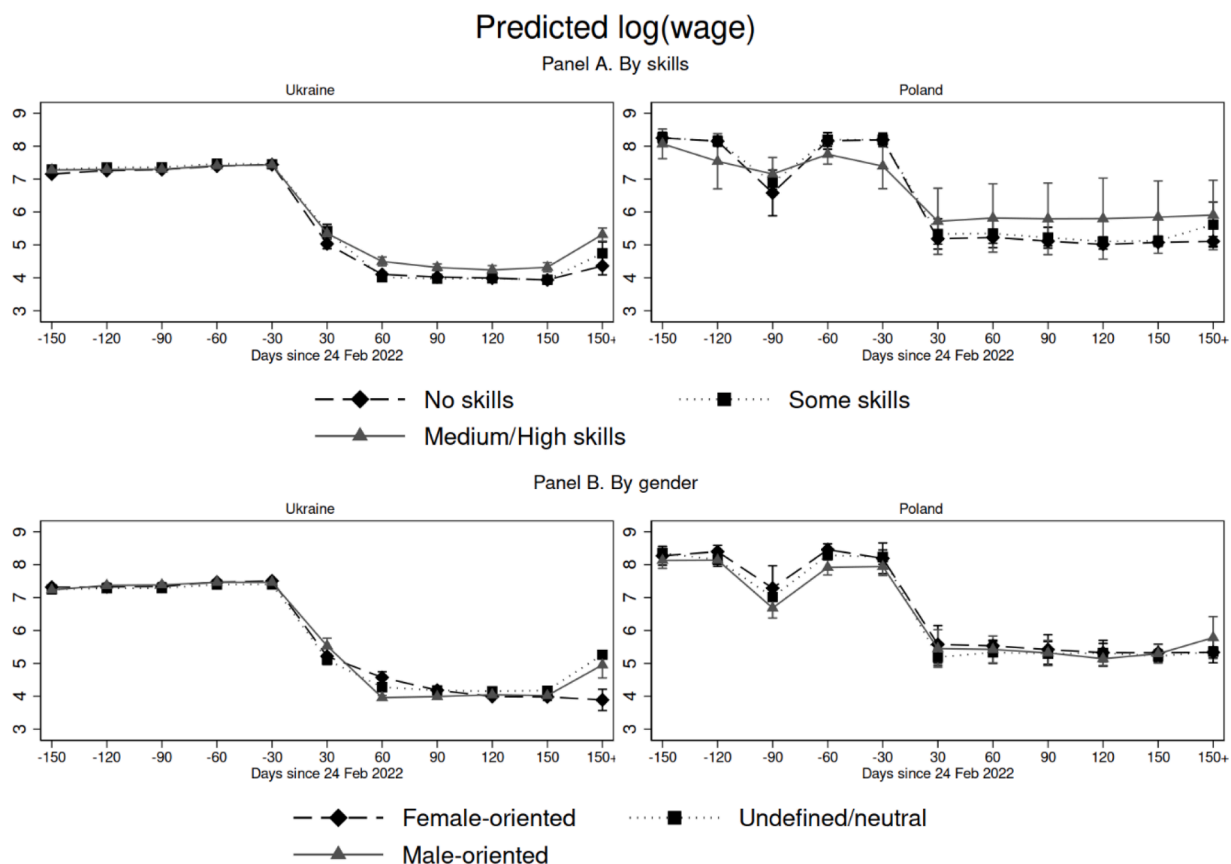 Predicted log(wage)
Panel A. By skills
Ukraine
Poland
9
8
7
6
5
4
3
-150 -120 -90 -60 -30 30 60 90 120 150 150+
Days since 24 Feb 2022
9
8
7
6
5
4
3
-150 -120 -90 -60 -30 30 60 90 120 150 150+
Days since 24 Feb 2022
No skills
Some skills
Medium/High skills
Panel B. By gender
Ukraine
Poland
9
8
7
6
5
4
3
-150 -120 -90 -60 -30 30 60 90 120 150 150+
Days since 24 Feb 2022
9
8
7
6
5
4
3
-150 -120 -90 -60 -30 30 60 90 120 150 150+
Days since 24 Feb 2022
Female-oriented
Undefined/neutral
Male-oriented